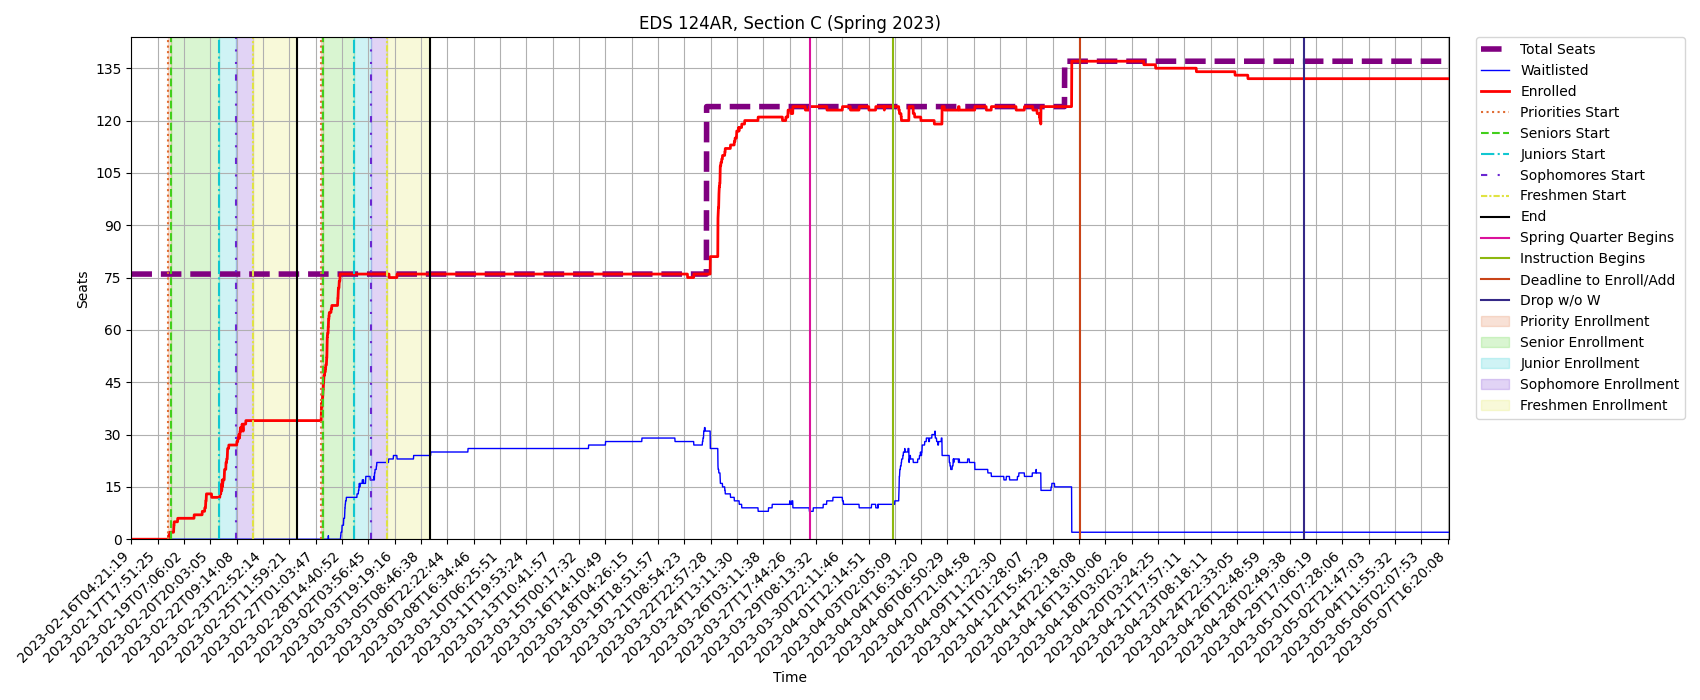 EDS 124AR, Section C (Spring 2023)
135
120
105
90
75
60
45
30
15
0
Seats
2023-02-16T04:21:19
2023-02-17T17:51:25
2023-02-19T07:06:02
2023-02-20T20:03:05
2023-02-22T09:14:08
2023-02-23T22:52:14
2023-02-25T11:59:21
2023-02-27T01:03:47
2023-02-28T14:40:52
2023-03-02T03:56:45
2023-03-03T19:19:16
2023-03-05T08:46:38
2023-03-06T22:22:44
2023-03-08T16:34:46
2023-03-10T06:25:51
2023-03-11T19:53:24
2023-03-13T10:41:57
2023-03-15T00:17:32
2023-03-16T14:10:49
2023-03-18T04:26:15
2023-03-19T18:51:57
2023-03-21T08:54:23
2023-03-22T22:57:28
2023-03-24T13:11:30
2023-03-26T03:11:38
2023-03-27T17:44:26
2023-03-29T08:13:32
2023-03-30T22:11:46
2023-04-01T12:14:51
2023-04-03T02:05:09
2023-04-04T16:31:20
2023-04-06T06:50:29
2023-04-07T21:04:58
2023-04-09T11:22:30
2023-04-11T01:28:07
2023-04-12T15:45:29
2023-04-14T22:18:08
2023-04-16T13:10:06
2023-04-18T03:02:26
2023-04-20T03:24:25
2023-04-21T17:57:11
2023-04-23T08:18:11
2023-04-24T22:33:05
2023-04-26T12:48:59
2023-04-28T02:49:38
2023-04-29T17:06:19
2023-05-01T07:28:06
2023-05-02T21:47:03
2023-05-04T11:55:32
2023-05-06T02:07:53
2023-05-07T16:20:08
Time
Total Seats
Waitlisted
Enrolled
Priorities Start
Seniors Start
Juniors Start
Sophomores Start
Freshmen Start
End
Spring Quarter Begins
Instruction Begins
Deadline to Enroll/Add
Drop w/o W
Priority Enrollment
Senior Enrollment
Junior Enrollment
Sophomore Enrollment
Freshmen Enrollment